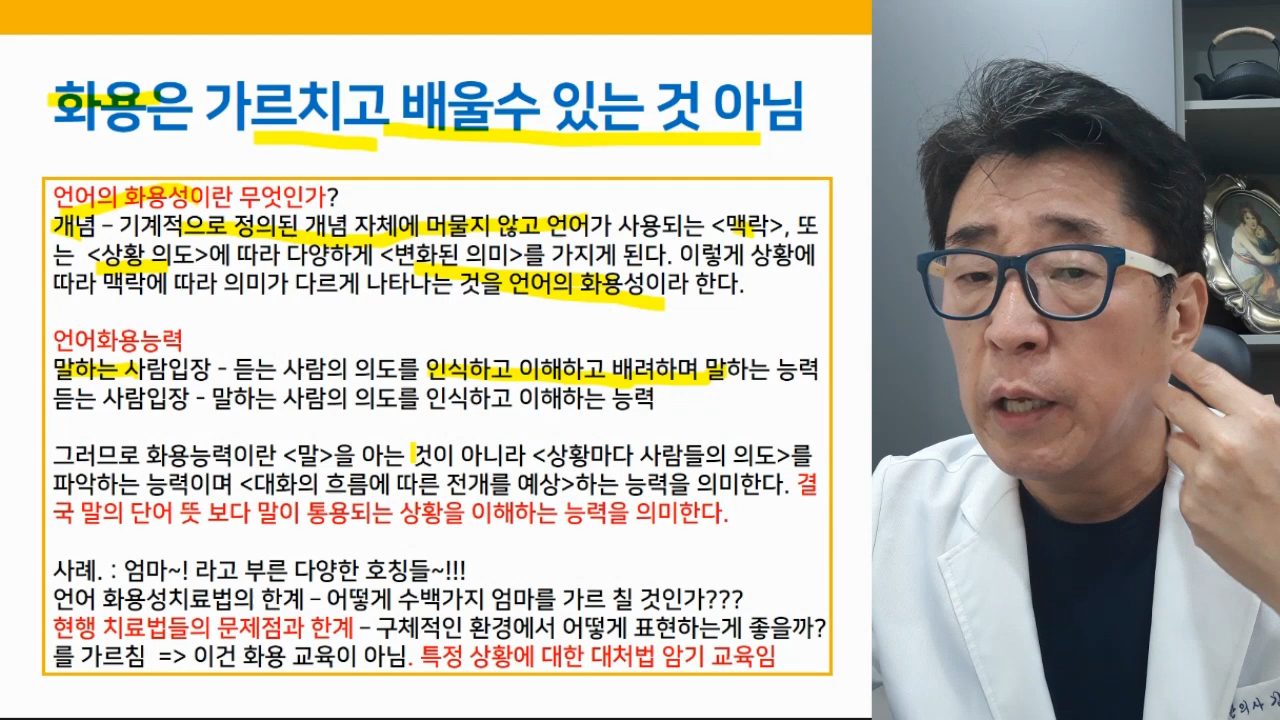 화용은 가르치고 배울수 있는 것 아님
언어의 화용성이란 무엇인가?
개념 – 기계적으로 정의된 개념 자체에 머물지 않고 언어가 사용되는 <맥락>, 또
는 <상황 의도>에 따라 다양하게 <변화된 의미>를 가지게 된다. 이렇게 상황에
따라 맥락에 따라 의미가 다르게 나타나는 것을 언어의 화용성이라 한다.
언어화용능력
말하는 사람입장 - 듣는 사람의 의도를 인식하고 이해하고 배려하며 말하는 능력
듣는 사람입장 - 말하는 사람의 의도를 인식하고 이해하는 능력
그러므로 화용능력이란 <말>을 아는 것이 아니라 <상황마다 사람들의 의도>를
파악하는 능력이며 <대화의 흐름에 따른 전개를 예상>하는 능력을 의미한다. 결
국 말의 단어 뜻 보다 말이 통용되는 상황을 이해하는 능력을 의미한다.
사례. : 엄마~! 라고 부른 다양한 호칭들~!!!
언어 화용성치료법의 한계 – 어떻게 수백가지 엄마를 가르 칠 것인가???
현행 치료법들의 문제점과 한계 – 구체적인 환경에서 어떻게 표현하는게 좋을까?
를 가르침 => 이건 화용 교육이 아님. 특정 상황에 대한 대처법 암기 교육임